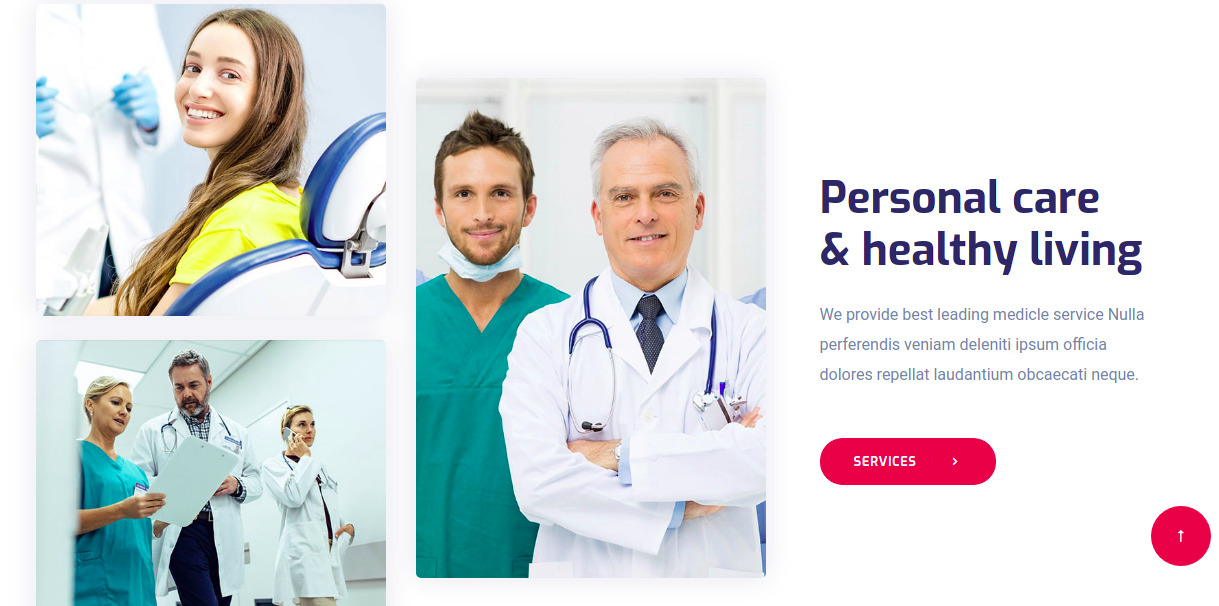 Personal care
& healthy living
We provide best leading medicle service Nulla
perferendis veniam deleniti ipsum officia
dolores repellat laudantium obcaecati neque.
SERVICES